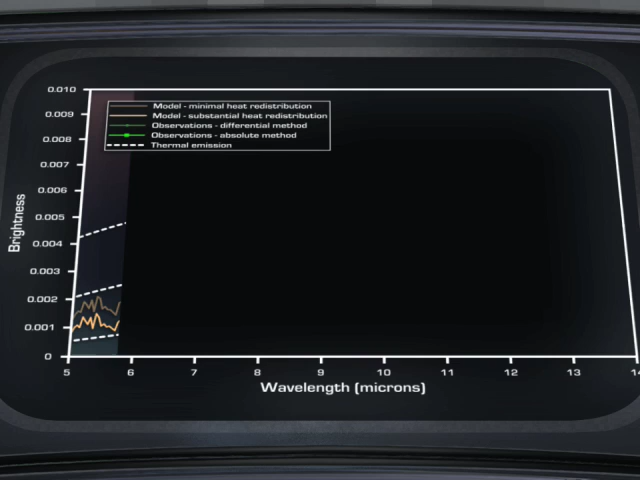 0.010
Model - minimal heat redistribution
Model - substantial heat redistribution
Observations - differential method
Observations - absolute method
Thermal emission
0.009
0.008
0.007
0.006
0.005
0.004
0.003
0.002
0.001
0
Brightness
5 6 7 8 9 10 11 12 13 14
Wavelength (microns)